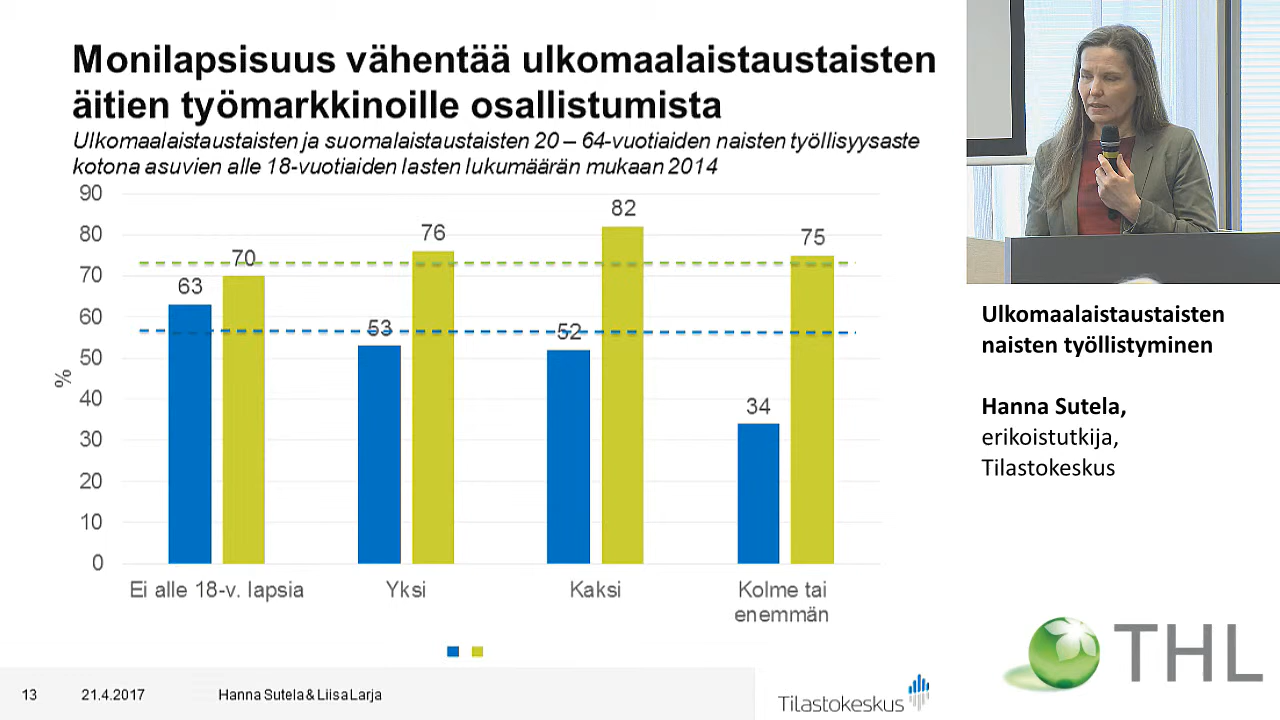 Monilapsisuus vähentää ulkomaalaistaustaisten
äitien työmarkkinoille osallistumista
Ulkomaalaistaustaisten ja suomalaistaustaisten 20 – 64-vuotiaiden naisten työllisyysaste
kotona asuvien alle 18-vuotiaiden lasten lukumäärän mukaan 2014
90
80
70
60
50
40
30
20
10
0
%
63
70
53
76
52
82
34
75
Ei alle 18-v. lapsia
Yksi
Kaksi
Kolme tai
enemmän
13
21.4.2017
Hanna Sutela & Liisa Larja
Tilastokeskus
Ulkomaalaistaustaisten
naisten työllistyminen
Hanna Sutela,
erikoistutkija,
Tilastokeskus
THL